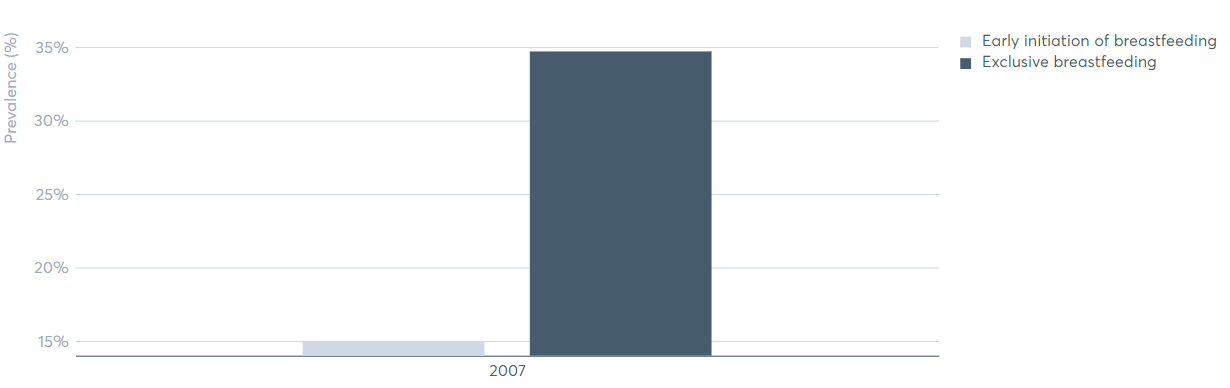 Prevalence (%)
35%
30%
25%
20%
15%
2007
Early initiation of breastfeeding
Exclusive breastfeeding